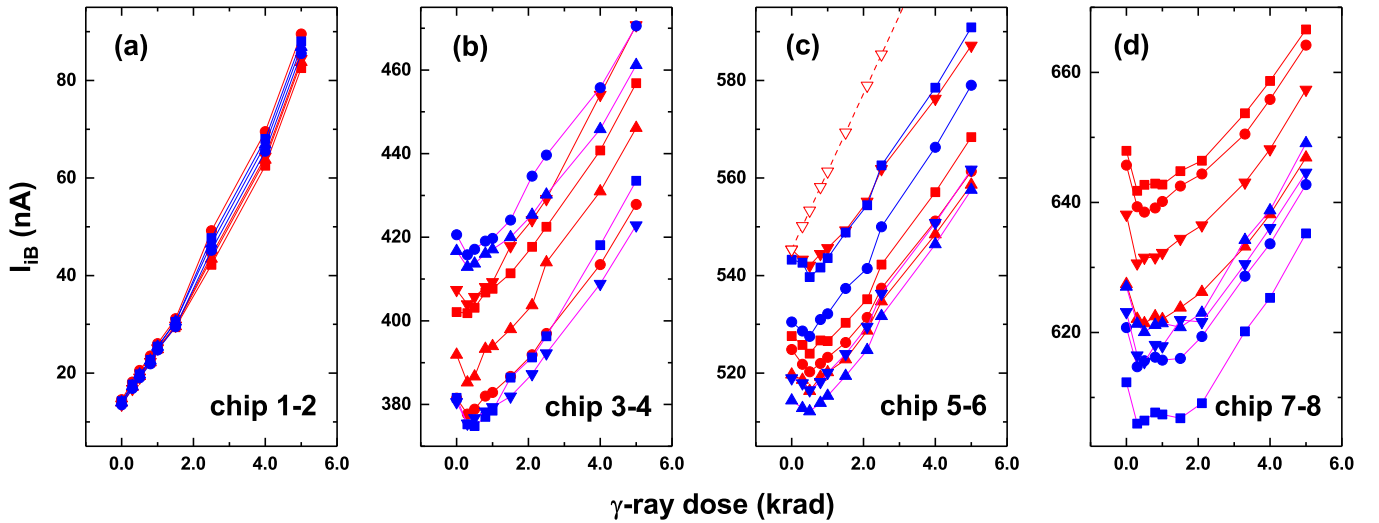 (a)
(b)
(c)
(d)
I_IB (nA)
80
60
40
20
460
440
420
400
380
580
560
540
520
660
640
620
chip 1-2
chip 3-4
chip 5-6
chip 7-8
0.0 2.0 4.0 6.0
0.0 2.0 4.0 6.0
0.0 2.0 4.0 6.0
0.0 2.0 4.0 6.0
γ-ray dose (krad)